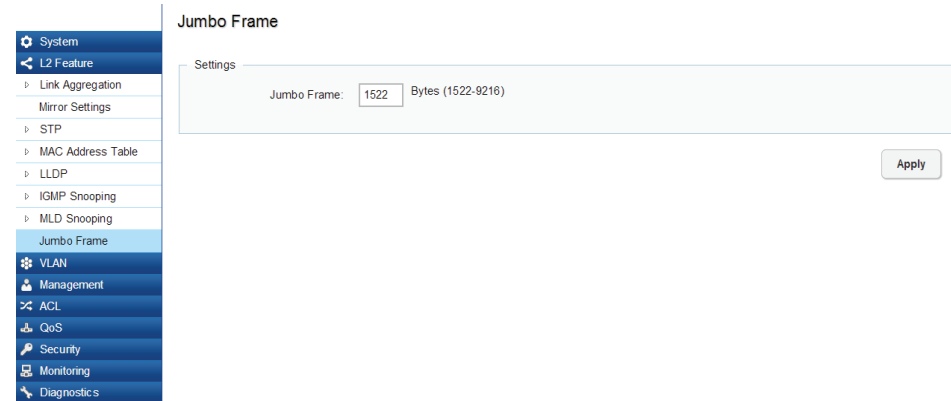 Jumbo Frame
System
L2 Feature
Link Aggregation
Mirror Settings
STP
MAC Address Table
LLDP
IGMP Snooping
MLD Snooping
Jumbo Frame
VLAN
Management
ACL
QoS
Security
Monitoring
Diagnostics
Settings
Jumbo Frame: 1522 Bytes (1522-9216)
Apply